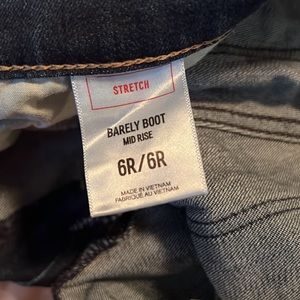 STRETCH
BARELY BOOT
MID RISE
6R/6R
MADE IN VIETNAM
FABRIQUÉ AU VIETNAM